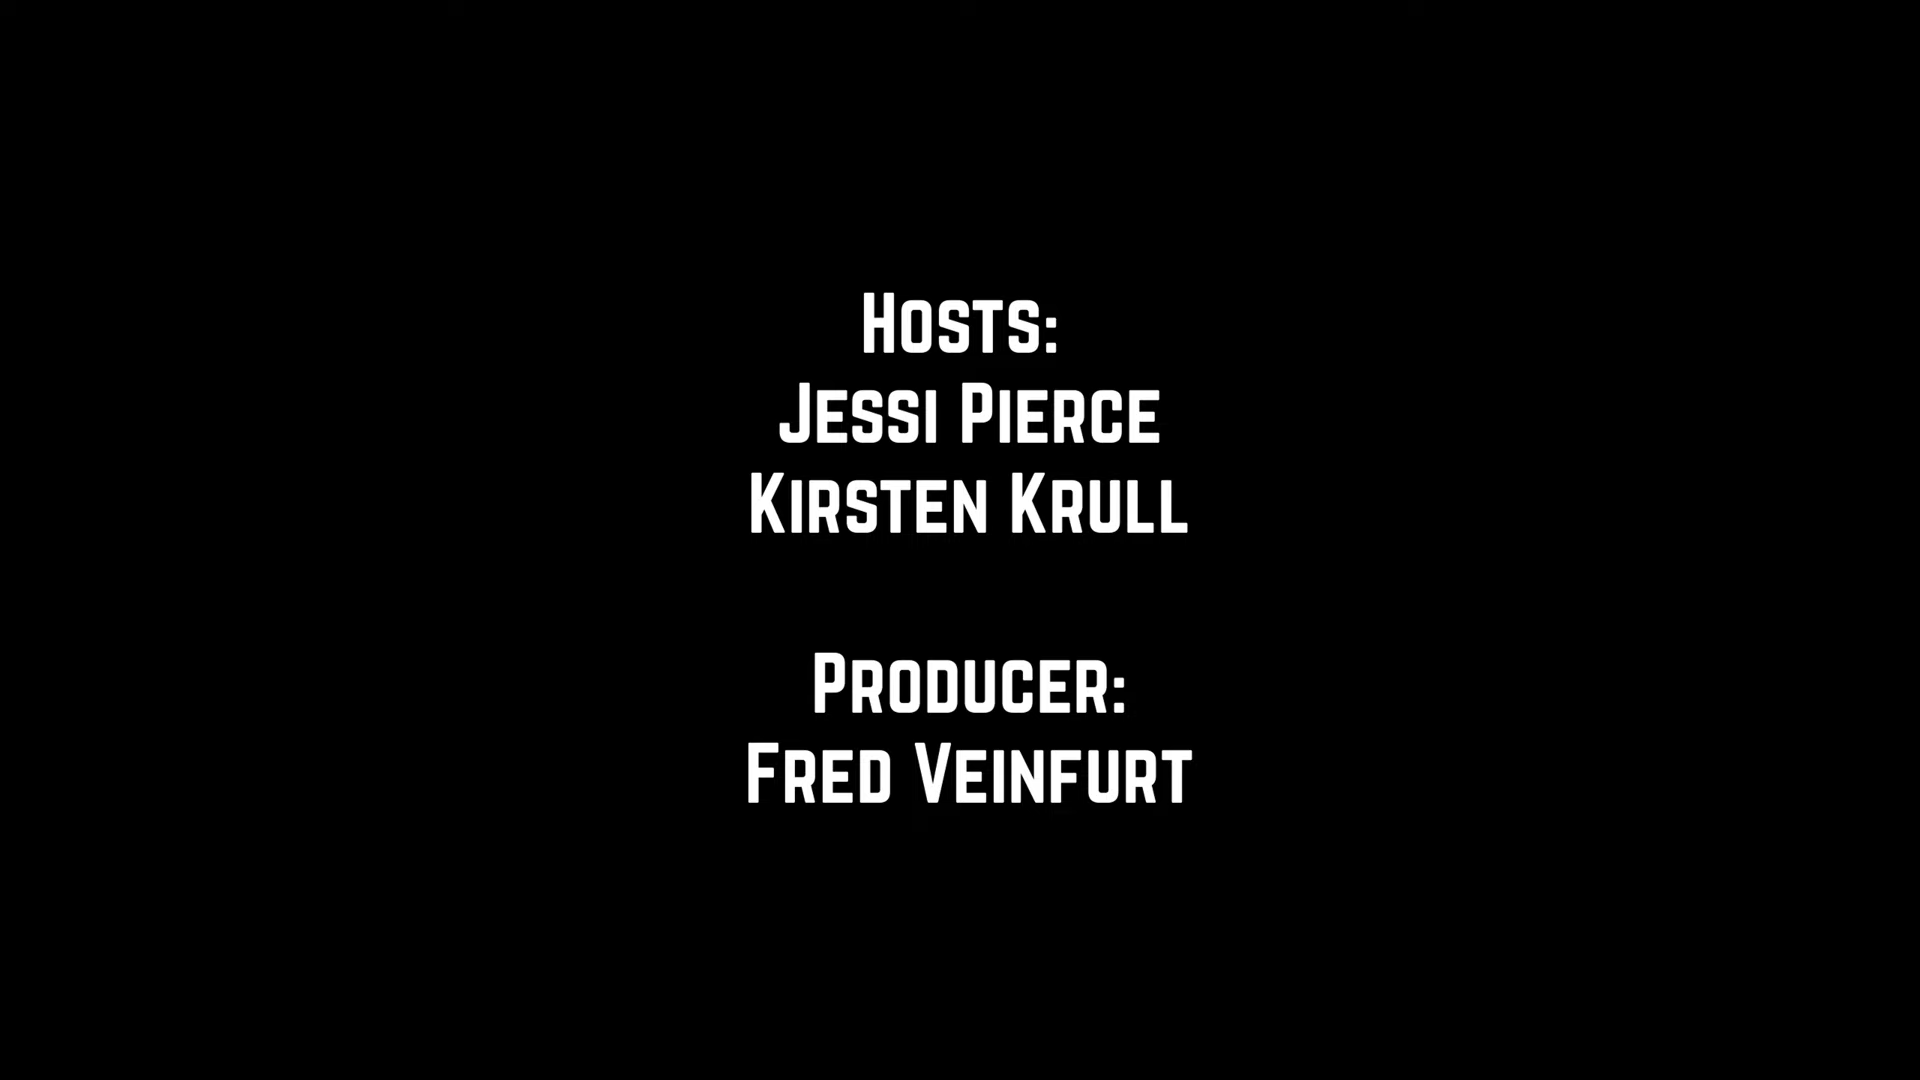 Hosts:
Jessi Pierce
Kirsten Krull
Producer:
Fred Veinfurt